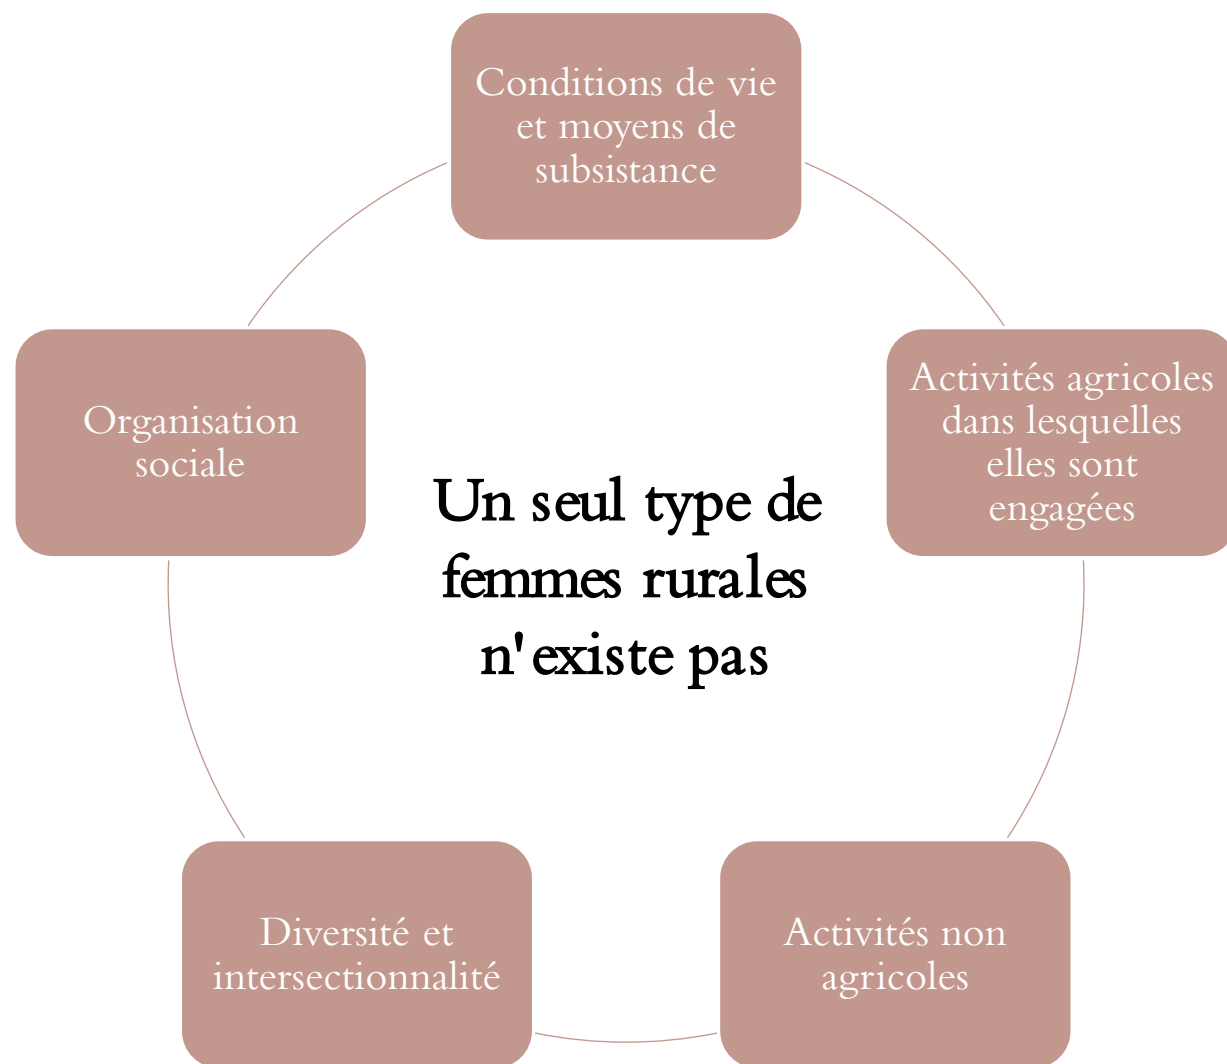 Conditions de vie
et moyens de
subsistance
Activités agricoles
dans lesquelles
elles sont
engagées
Organisation
sociale
Un seul type de
femmes rurales
n'existe pas
Diversité et
intersectionnalité
Activités non
agricoles